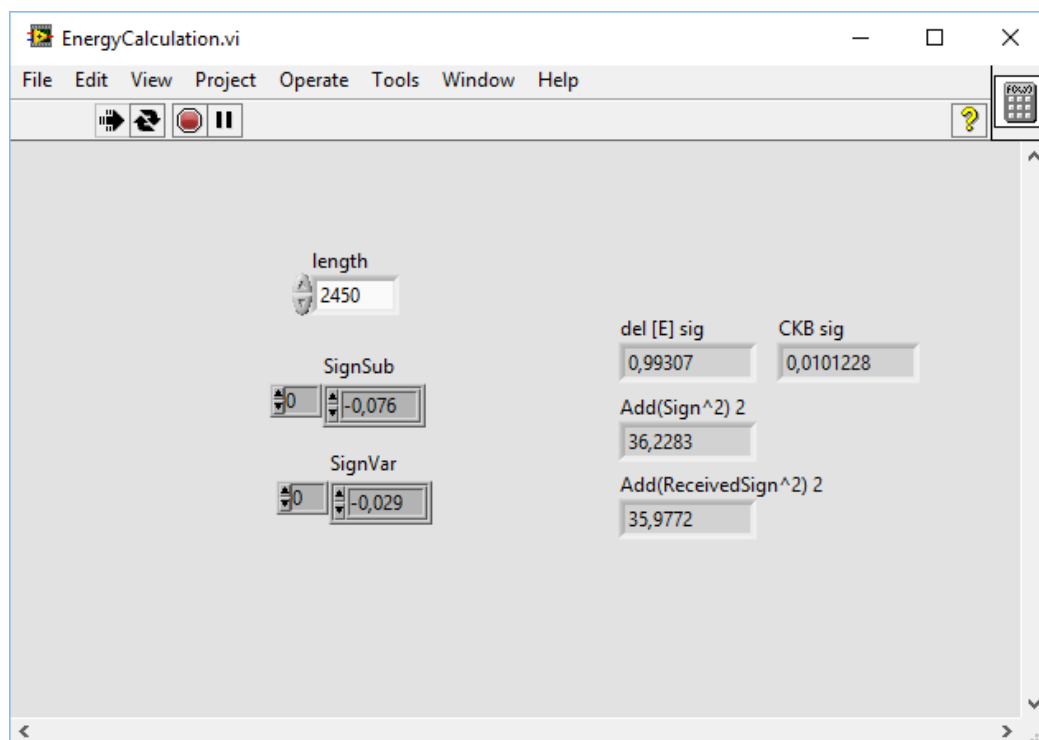 EnergyCalculation.vi
File Edit View Project Operate Tools Window Help
F(x,y)
?
length
2450
SignSub
0 -0,076
SignVar
0 -0,029
del [E] sig CKB sig
0,99307 0,0101228
Add(Sign^2) 2
36,2283
Add(ReceivedSign^2) 2
35,9772